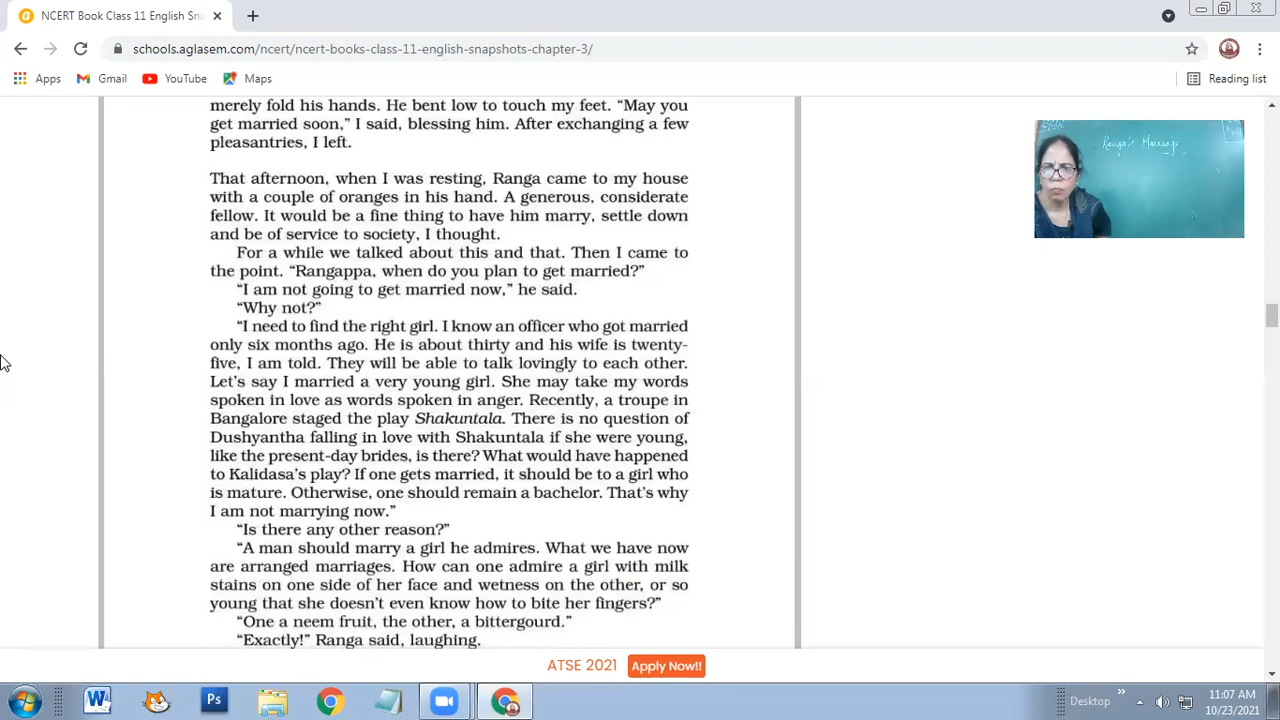 NCERT Book Class 11 English Sna
schools.aglasem.com/ncert/ncert-books-class-11-english-snapshots-chapter-3/
Apps Gmail YouTube Maps Reading list
merely fold his hands. He bent low to touch my feet. “May you
get married soon,” I said, blessing him. After exchanging a few
pleasantries, I left.
Ranga's Marriage
That afternoon, when I was resting, Ranga came to my house
with a couple of oranges in his hand. A generous, considerate
fellow. It would be a fine thing to have him marry, settle down
and be of service to society, I thought.
For a while we talked about this and that. Then I came to
the point. “Rangappa, when do you plan to get married?”
“I am not going to get married now,” he said.
“Why not?”
“I need to find the right girl. I know an officer who got married
only six months ago. He is about thirty and his wife is twenty-
five, I am told. They will be able to talk lovingly to each other.
Let’s say I married a very young girl. She may take my words
spoken in love as words spoken in anger. Recently, a troupe in
Bangalore staged the play Shakuntala. There is no question of
Dushyantha falling in love with Shakuntala if she were young,
like the present-day brides, is there? What would have happened
to Kalidasa’s play? If one gets married, it should be to a girl who
is mature. Otherwise, one should remain a bachelor. That’s why
I am not marrying now.”
“Is there any other reason?”
“A man should marry a girl he admires. What we have now
are arranged marriages. How can one admire a girl with milk
stains on one side of her face and wetness on the other, or so
young that she doesn’t even know how to bite her fingers?”
“One a neem fruit, the other, a bittergourd.”
“Exactly!” Ranga said, laughing.
ATSE 2021 Apply Now!!
Ps
Desktop
11:07 AM
10/23/2021